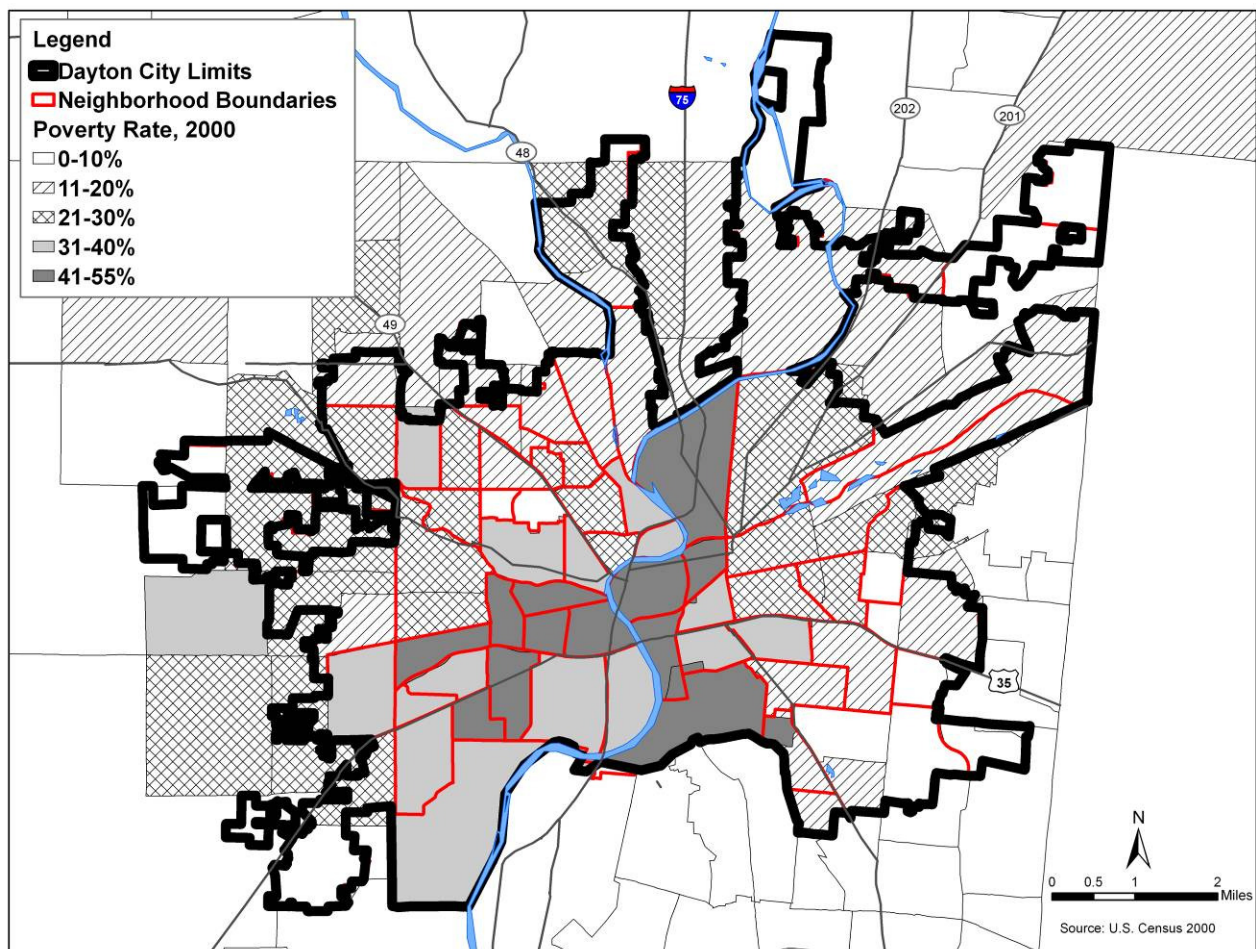 Legend
Dayton City Limits
Neighborhood Boundaries
Poverty Rate, 2000
0-10%
11-20%
21-30%
31-40%
41-55%
75
202
201
48
49
35
N
0 0.5 1 2
Miles
Source: U.S. Census 2000